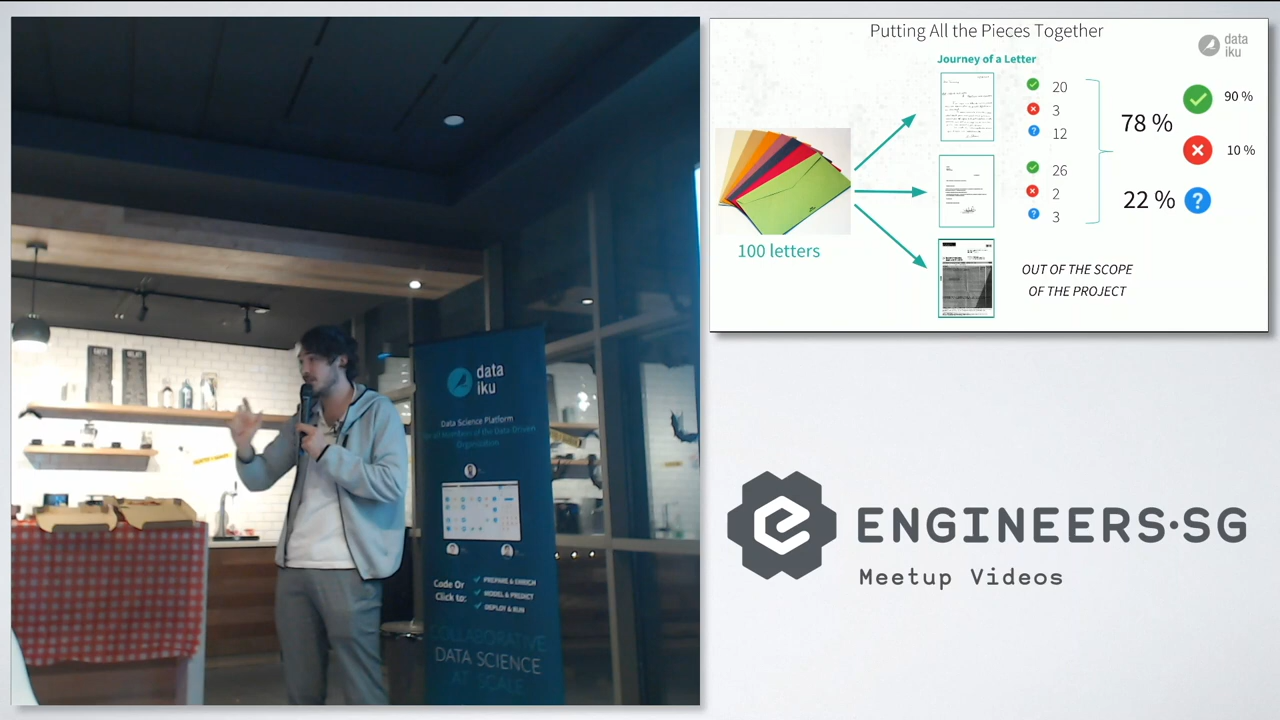 Putting All the Pieces Together
data
iku
Journey of a Letter
20
3
12
26
2
3
78 %
22 %
90 %
10 %
100 letters
OUT OF THE SCOPE
OF THE PROJECT
data
iku
Data Science Platform
Organization
Code Or
Click to:
PREPARE & ENRICH
MODEL & PREDICT
DEPLOY & RUN
COLLABORATIVE
DATA SCIENCE
AT SCALE
ENGINEERS·SG
Meetup Videos